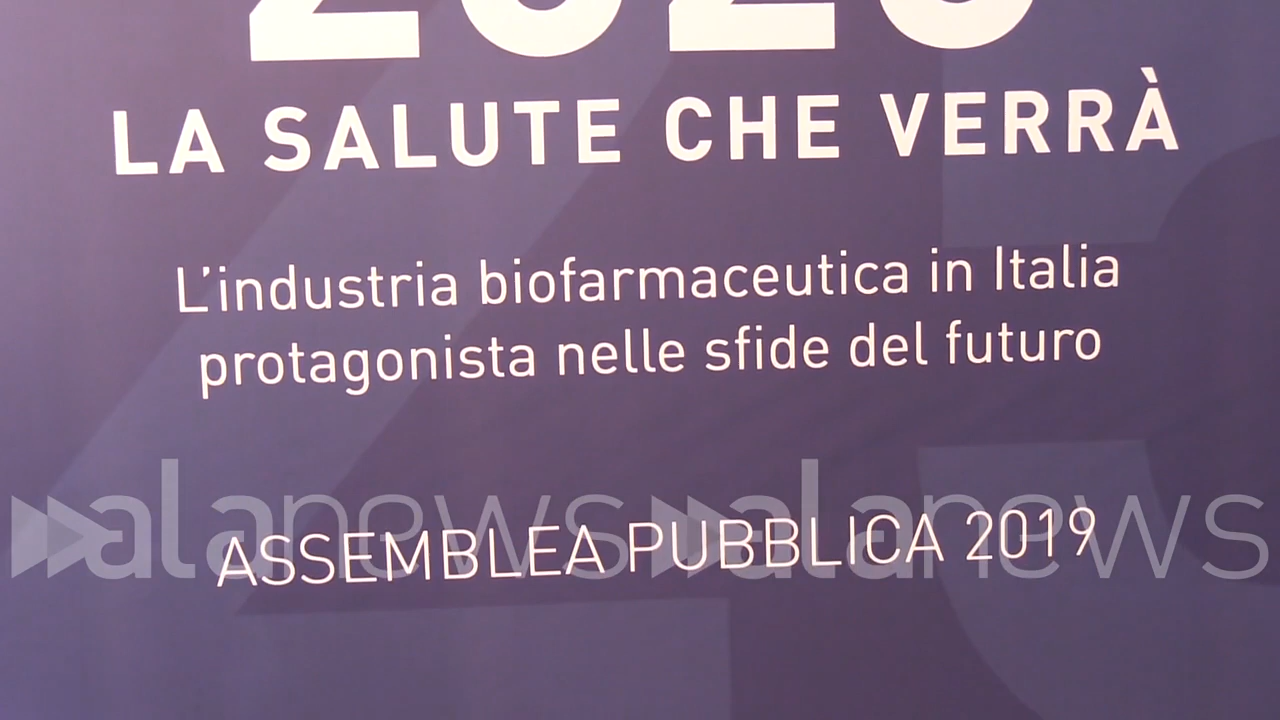 LA SALUTE CHE VERRÀ
L'industria biofarmaceutica in Italia
protagonista nelle sfide del futuro
alanews alanews
ASSEMBLEA PUBBLICA 2019